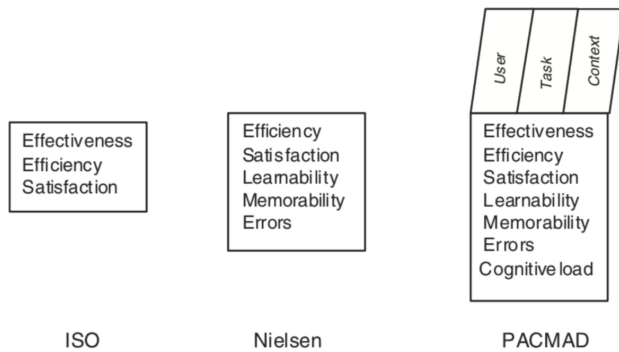 User
Task
Context
Effectiveness
Efficiency
Satisfaction
Efficiency
Satisfaction
Learnability
Memorability
Errors
Effectiveness
Efficiency
Satisfaction
Learnability
Memorability
Errors
Cognitive load
ISO
Nielsen
PACMAD